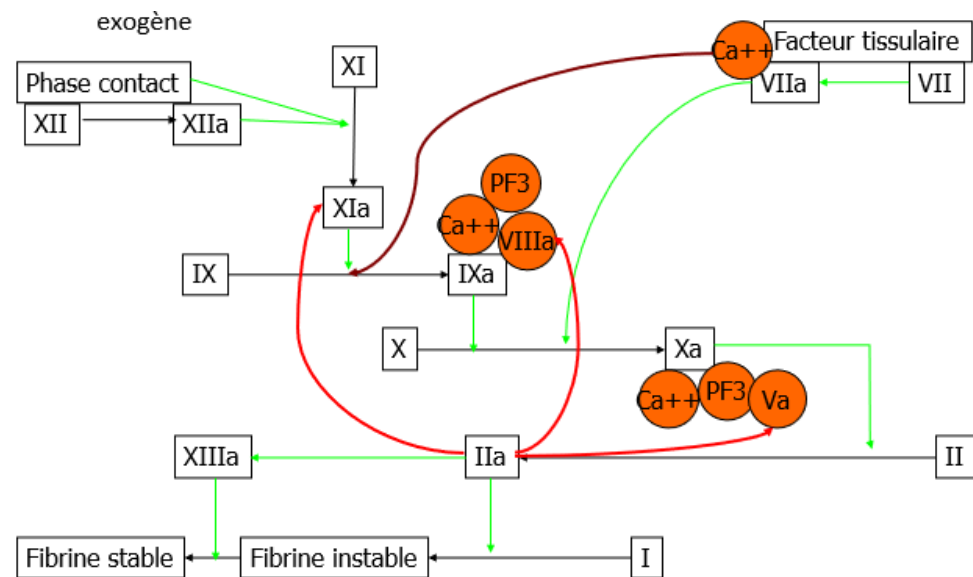 exogène
Facteur tissulaire
Ca++
XI
Phase contact
VIIa
VII
XII
XIIa
PF3
XIa
Ca++
VIIIa
IX
IXa
X
Xa
Ca++
PF3
Va
XIIIa
IIa
II
Fibrine stable
Fibrine instable
I